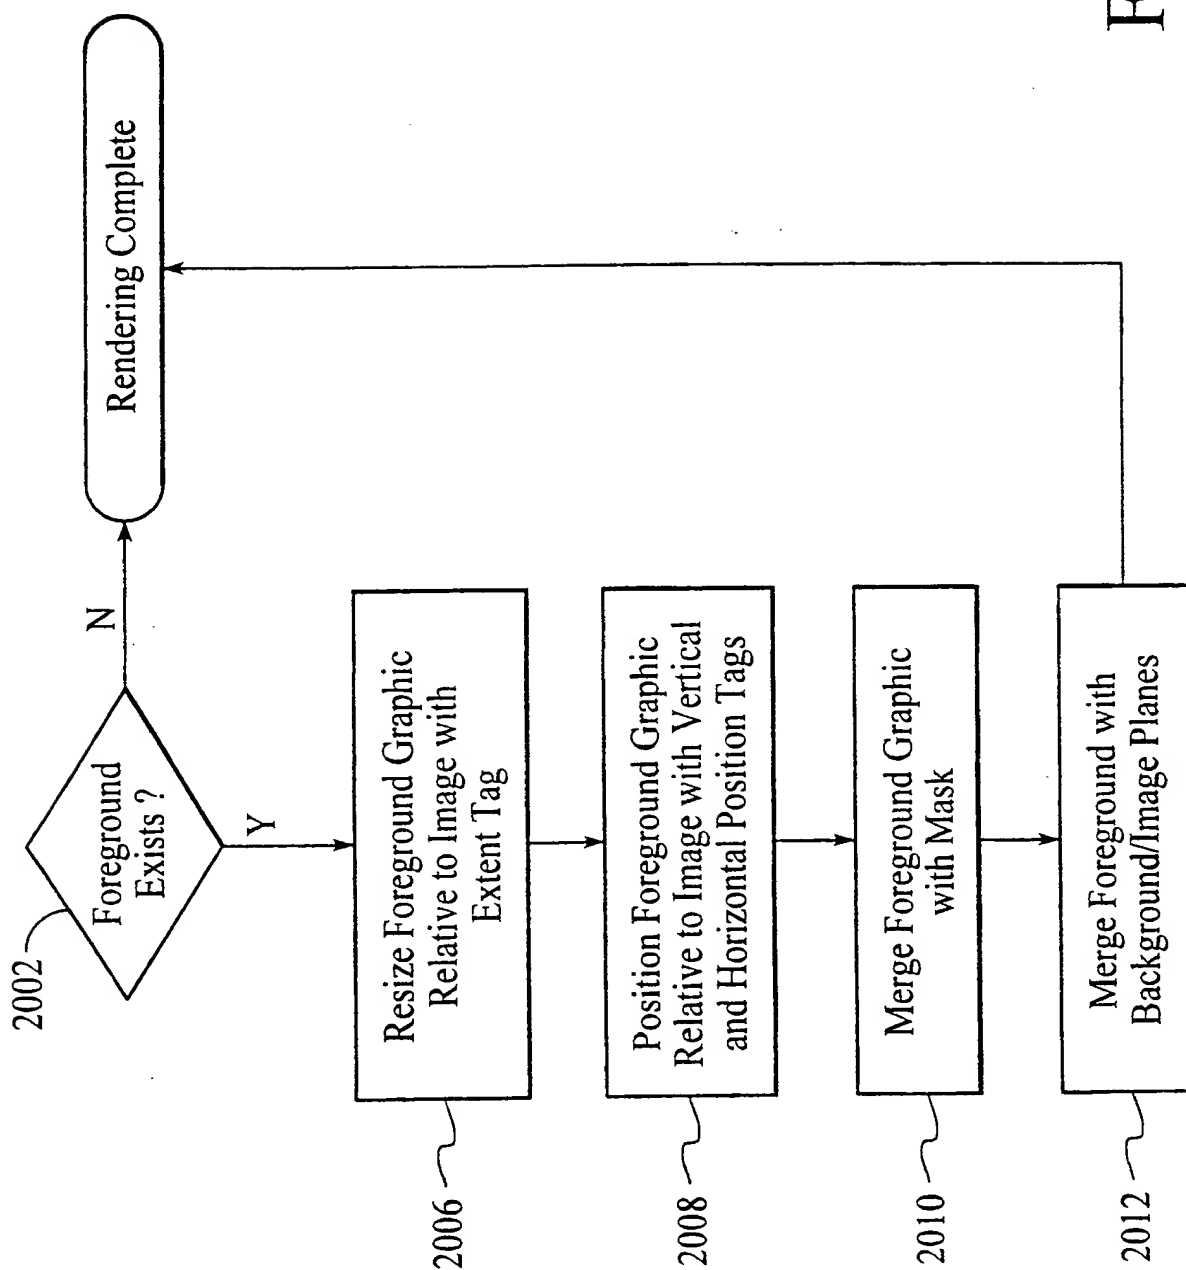 2002
Foreground
Exists ?
N
Rendering Complete
Y
2006
Resize Foreground Graphic
Relative to Image with
Extent Tag
2008
Position Foreground Graphic
Relative to Image with Vertical
and Horizontal Position Tags
2010
Merge Foreground Graphic
with Mask
2012
Merge Foreground with
Background/Image Planes
F